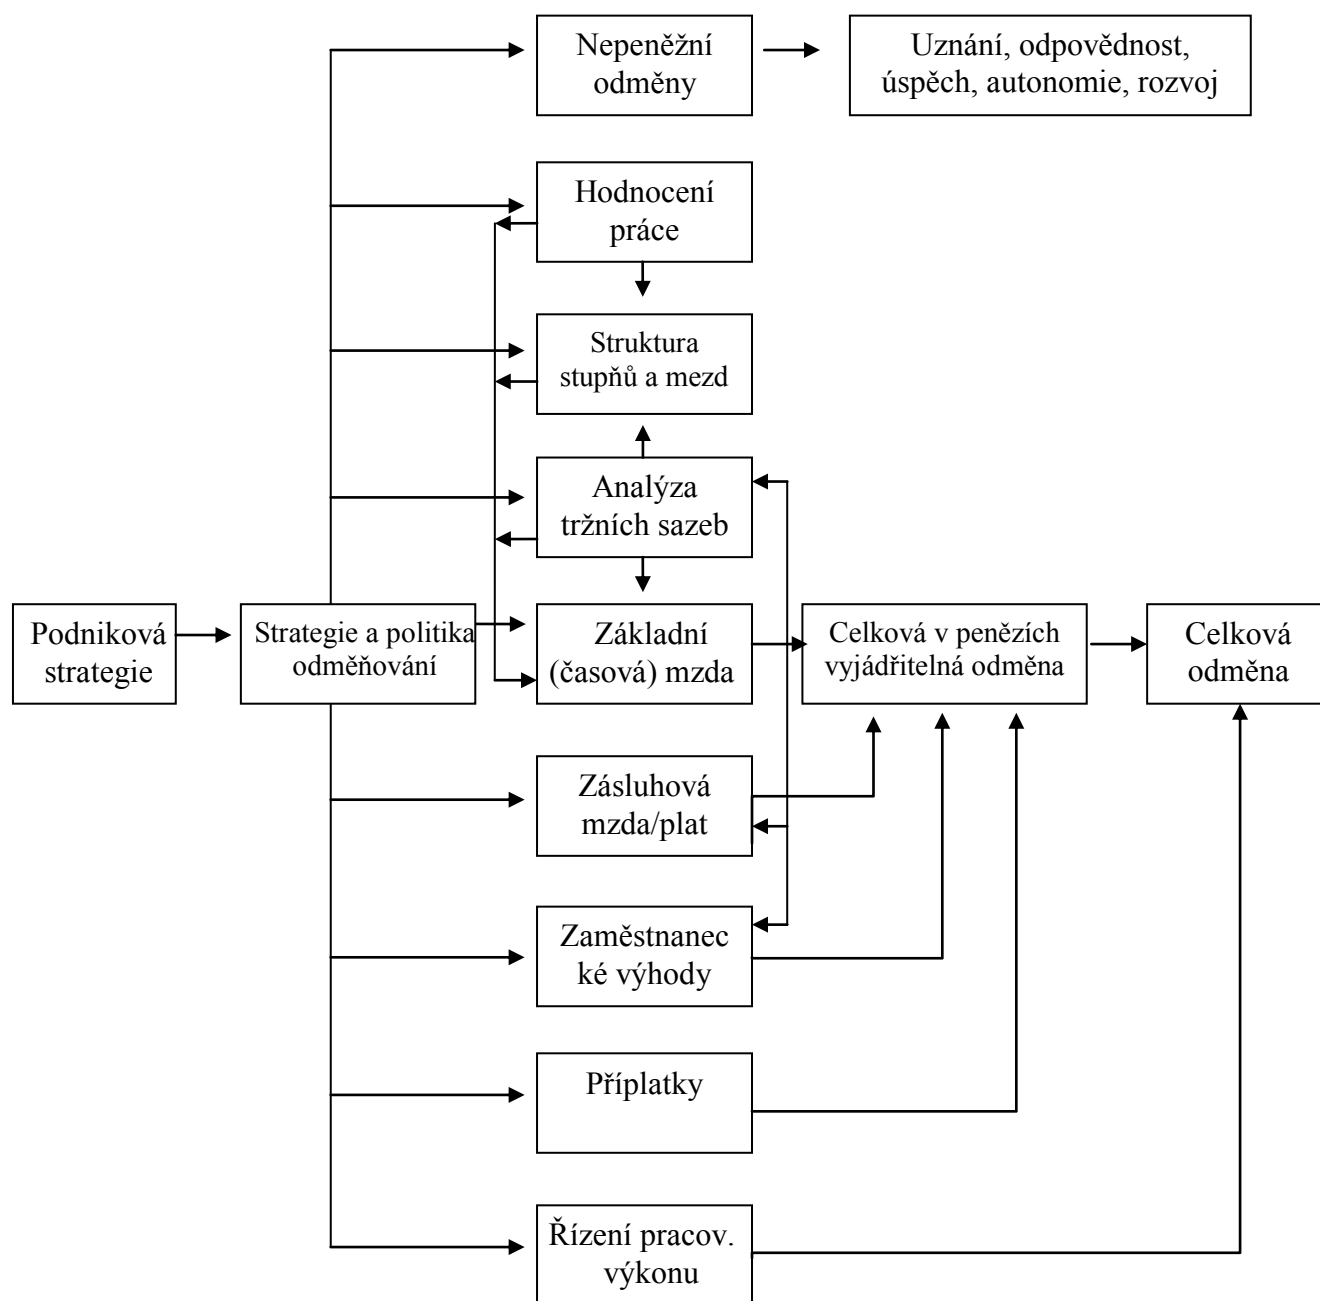 Nepeněžní
odměny
Uznání, odpovědnost,
úspěch, autonomie, rozvoj
Hodnocení
práce
Struktura
stupňů a mezd
Analýza
tržních sazeb
Podniková
strategie
Strategie a politika
odměňování
Základní
(časová) mzda
Celková v penězích
vyjádřitelná odměna
Celková
odměna
Zásluhová
mzda/plat
Zaměstnanec
ké výhody
Příplatky
Řízení pracov.
výkonu